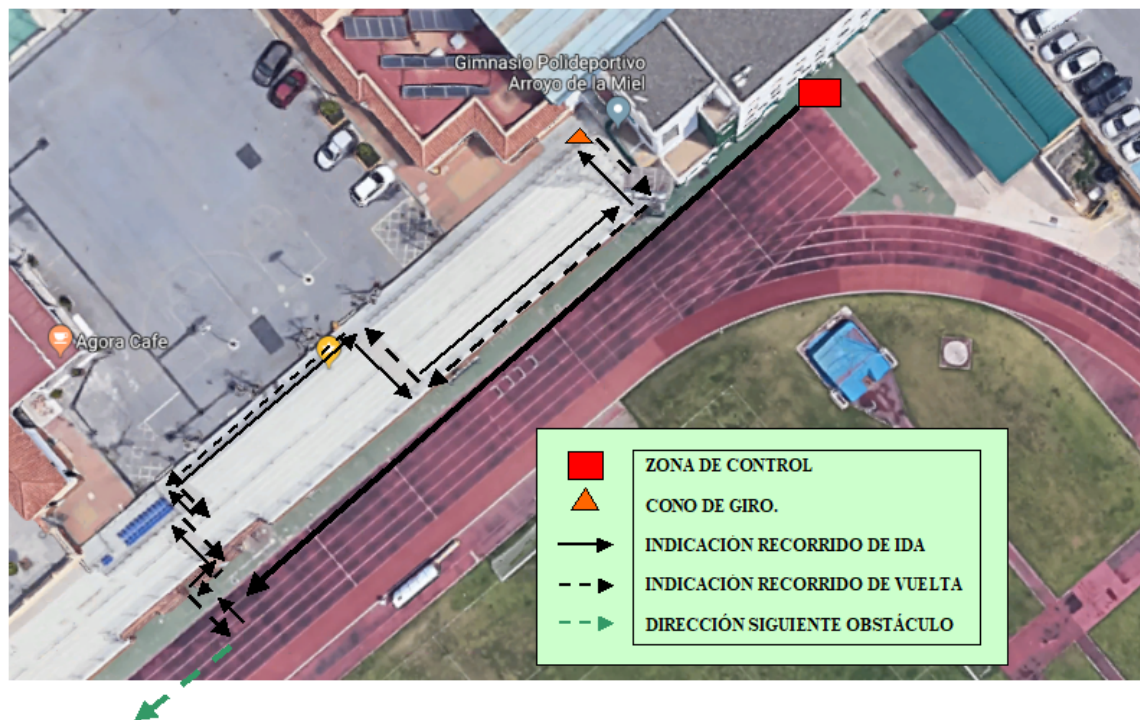 Gimnasio Polideportivo
Arroyo de la Miel
Agora Cafe
ZONA DE CONTROL
CONO DE GIRO.
INDICACIÓN RECORRIDO DE IDA
INDICACIÓN RECORRIDO DE VUELTA
DIRECCIÓN SIGUIENTE OBSTÁCULO